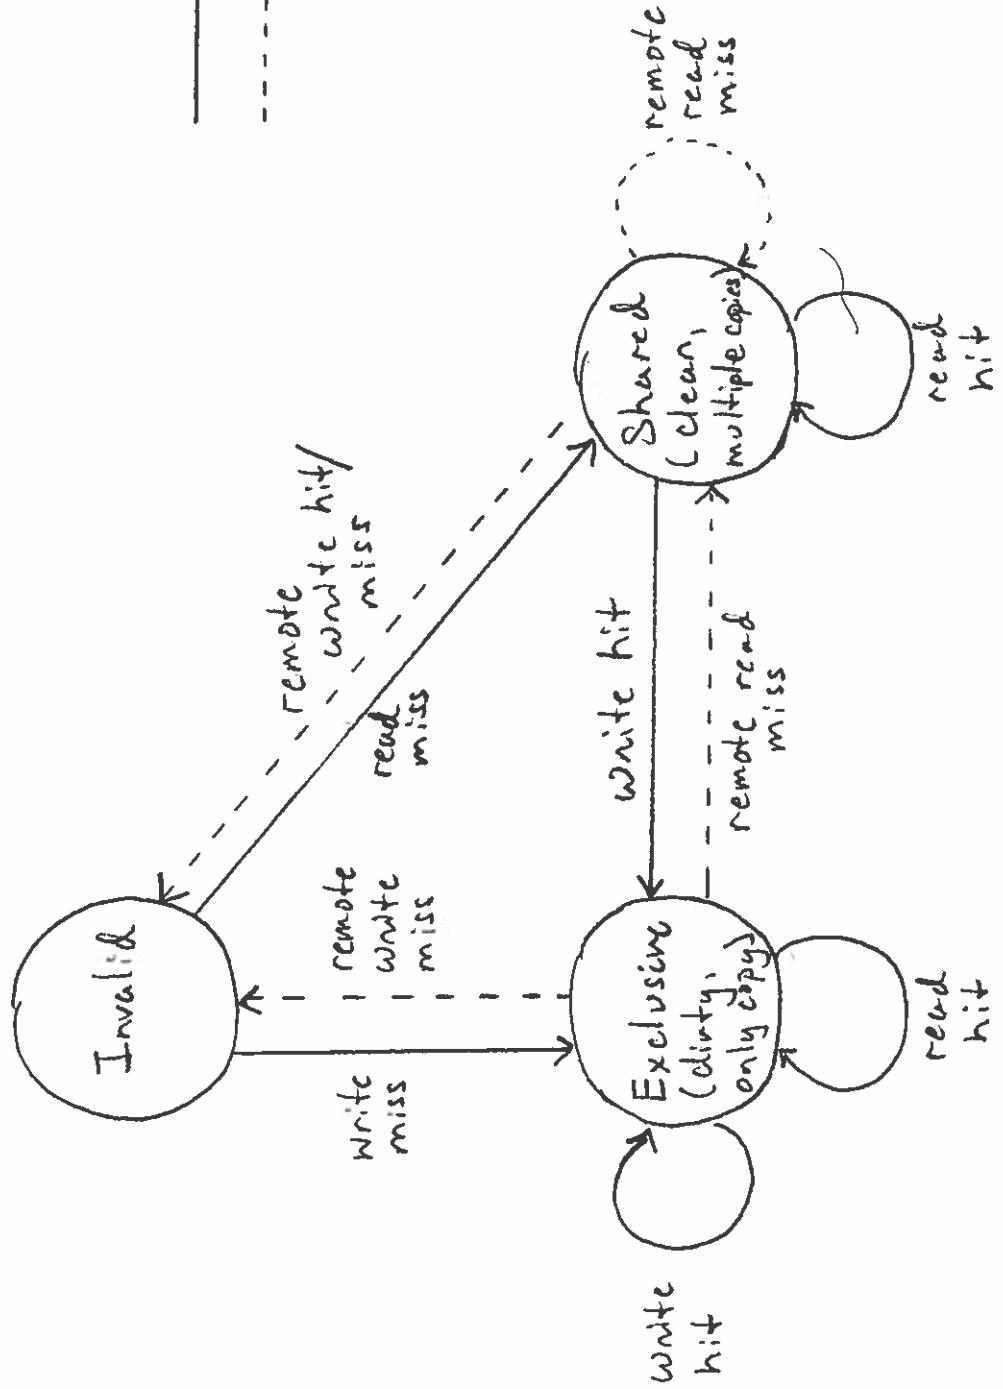 Invalid
remote
write hit/
miss
read
miss
remote
write
miss
write
miss
Shared
(clean,
multiple copies)
remote
read
miss
write hit
remote read
miss
read
hit
Exclusive
(dirty,
only copy)
write
hit
read
hit